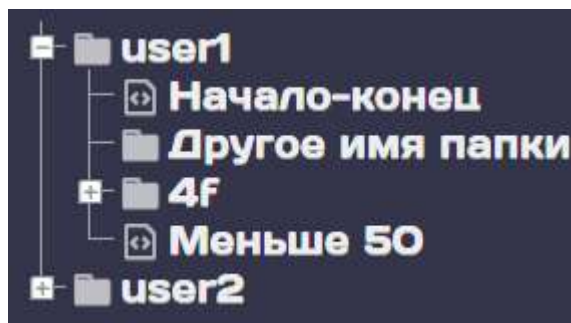 user1
Начало-конец
Другое имя папки
4f
Меньше 50
user2